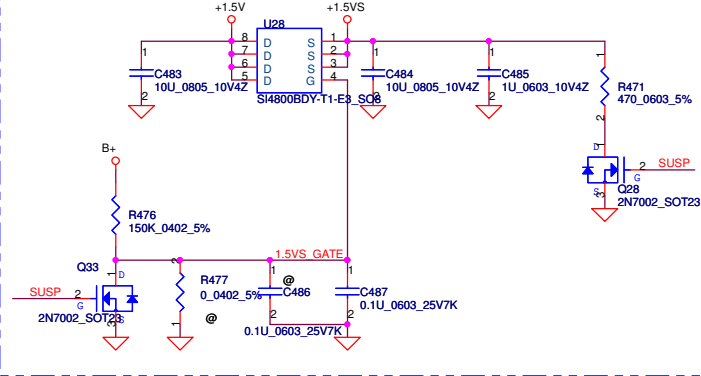 +1.5V
+1.5VS
U28
8 D S 1
7 D S 2
6 D S 3
5 D G 4
SI4800BDY-T1-E3_SO8
1
C483
10U_0805_10V4Z
2
1
C484
10U_0805_10V4Z
2
1
C485
1U_0603_10V4Z
2
1
R471
470_0603_5%
2
D
1
2
SUSP
G
S
3
Q28
2N7002_SOT23
B+
R476
150K_0402_5%
1.5VS_GATE
Q33
1
D
SUSP
2
G
S
3
2N7002_SOT23
2
R477
0_0402_5%
1
@
1
@
C486
2
0.1U_0603_25V7K
1
C487
0.1U_0603_25V7K
2